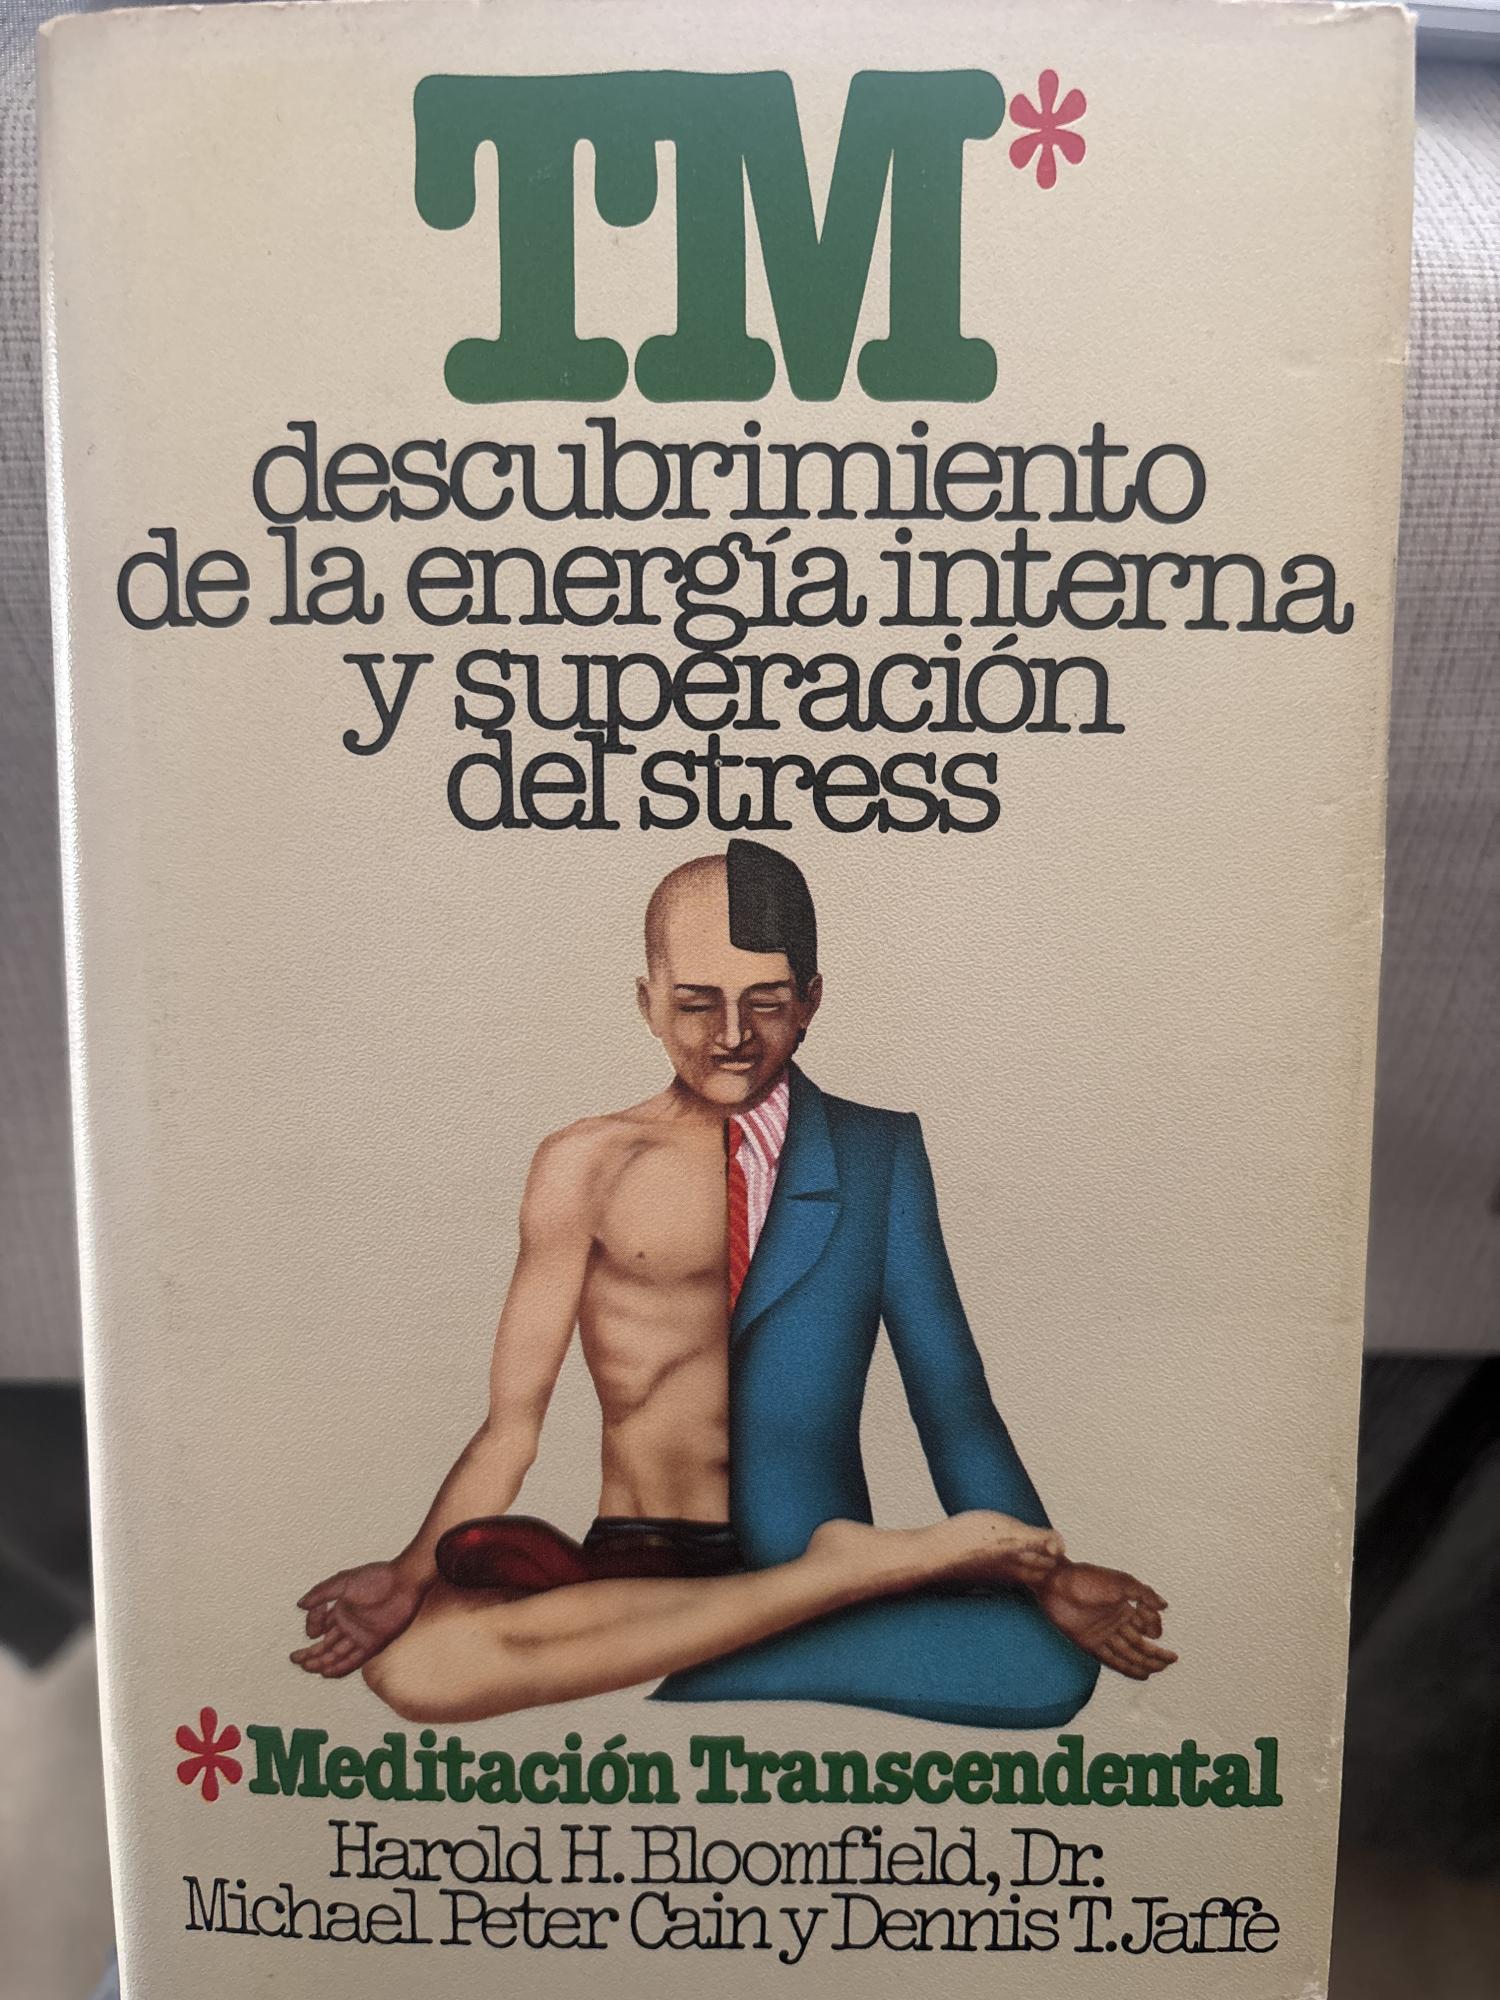 TM*
descubrimiento
de la energía interna
y superación
del stress
*Meditación Transcendental
Harold H. Bloomfield, Dr.
Michael Peter Cain y Dennis T. Jaffe